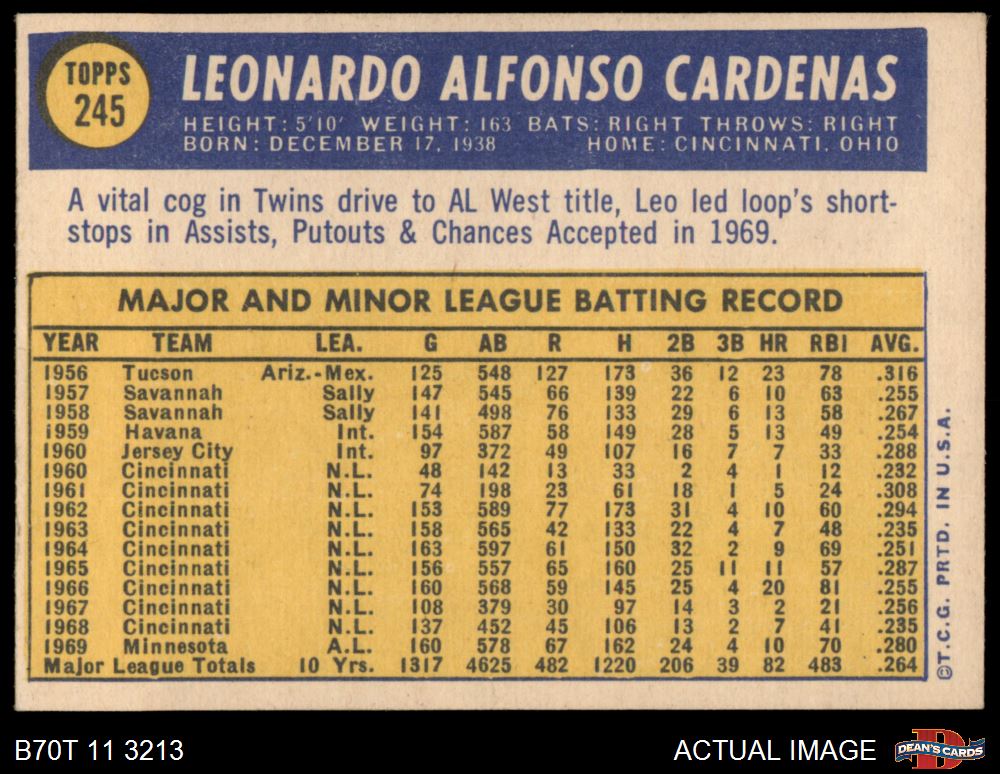 TOPPS
245
LEONARDO ALFONSO CARDENAS
HEIGHT: 5'10' WEIGHT: 163 BATS: RIGHT THROWS: RIGHT
BORN: DECEMBER 17, 1938 HOME: CINCINNATI, OHIO
A vital cog in Twins drive to AL West title, Leo led loop's short-
stops in Assists, Putouts & Chances Accepted in 1969.
MAJOR AND MINOR LEAGUE BATTING RECORD
YEAR TEAM LEA. G AB R H 2B 3B HR RBI AVG.
1956 Tucson Ariz.-Mex. 125 548 127 173 36 12 23 78 .316
1957 Savannah Sally 147 545 66 139 22 6 10 63 .255
1958 Savannah Sally 141 498 76 133 29 6 13 58 .267
1959 Havana Int. 154 587 58 149 28 5 13 49 .254
1960 Jersey City Int. 97 372 49 107 16 7 7 33 .288
1960 Cincinnati N.L. 48 142 13 33 2 4 1 12 .232
1961 Cincinnati N.L. 74 198 23 61 18 1 5 24 .308
1962 Cincinnati N.L. 153 589 77 173 31 4 10 60 .294
1963 Cincinnati N.L. 158 565 42 133 22 4 7 48 .235
1964 Cincinnati N.L. 163 597 61 150 32 2 9 69 .251
1965 Cincinnati N.L. 156 557 65 160 25 11 11 57 .287
1966 Cincinnati N.L. 160 568 59 145 25 4 20 81 .255
1967 Cincinnati N.L. 108 379 30 97 14 3 2 21 .256
1968 Cincinnati N.L. 137 452 45 106 13 2 7 41 .235
1969 Minnesota A.L. 160 578 67 162 24 4 10 70 .280
Major League Totals 10 Yrs. 1317 4625 482 1220 206 39 82 483 .264
©T.C.G. PRTD. IN U.S.A.
B70T 11 3213
ACTUAL IMAGE
DEAN'S CARDS